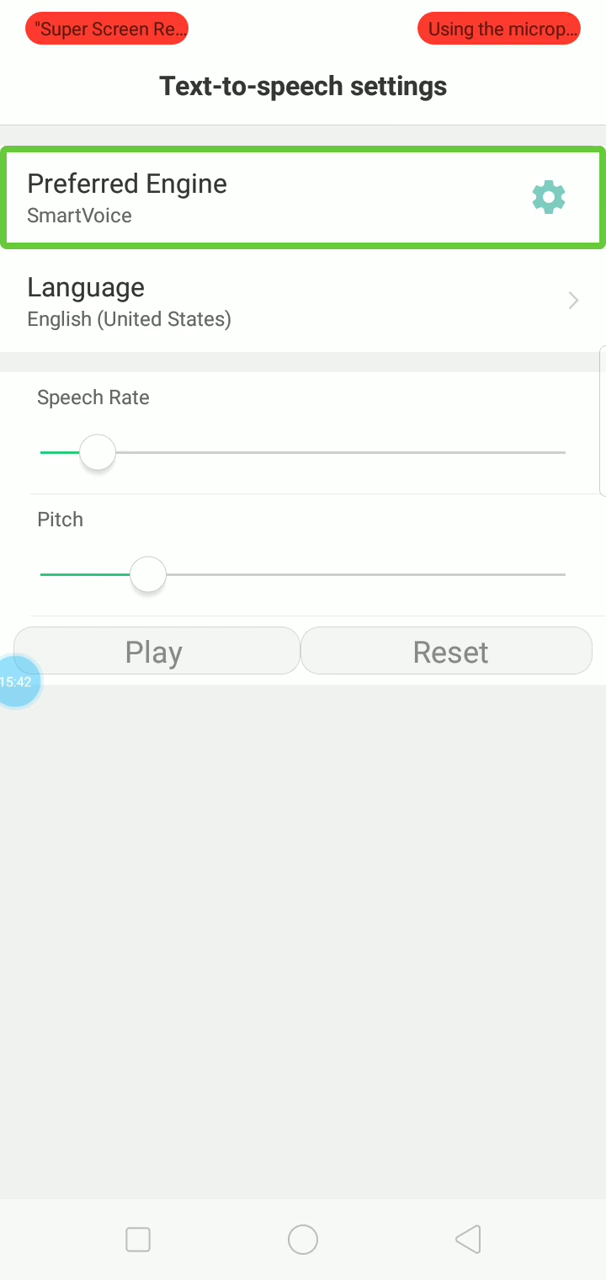 "Super Screen Re...
Using the microp...
Text-to-speech settings
Preferred Engine
SmartVoice
Language
English (United States)
Speech Rate
Pitch
Play
Reset
15:42